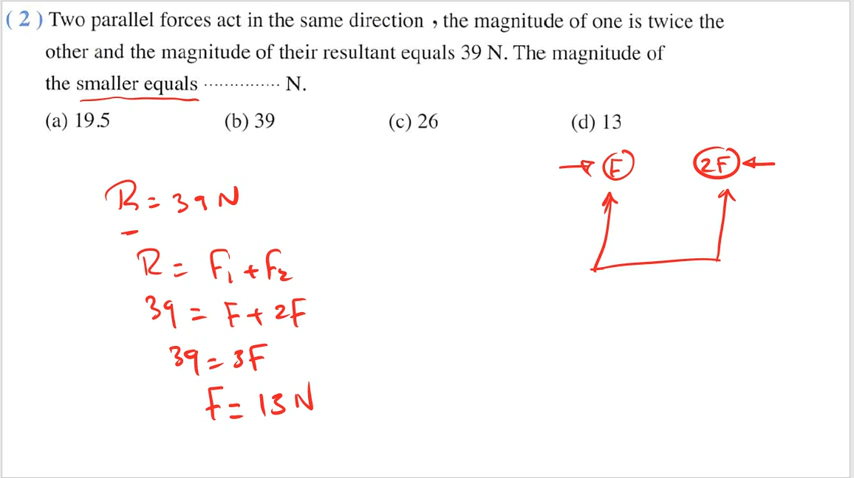 ( 2 ) Two parallel forces act in the same direction , the magnitude of one is twice the
other and the magnitude of their resultant equals 39 N. The magnitude of
the smaller equals ............... N.
(a) 19.5 (b) 39 (c) 26 (d) 13
F 2F
R = 39 N
R = F₁ + F₂
39 = F + 2F
39 = 3F
F = 13 N